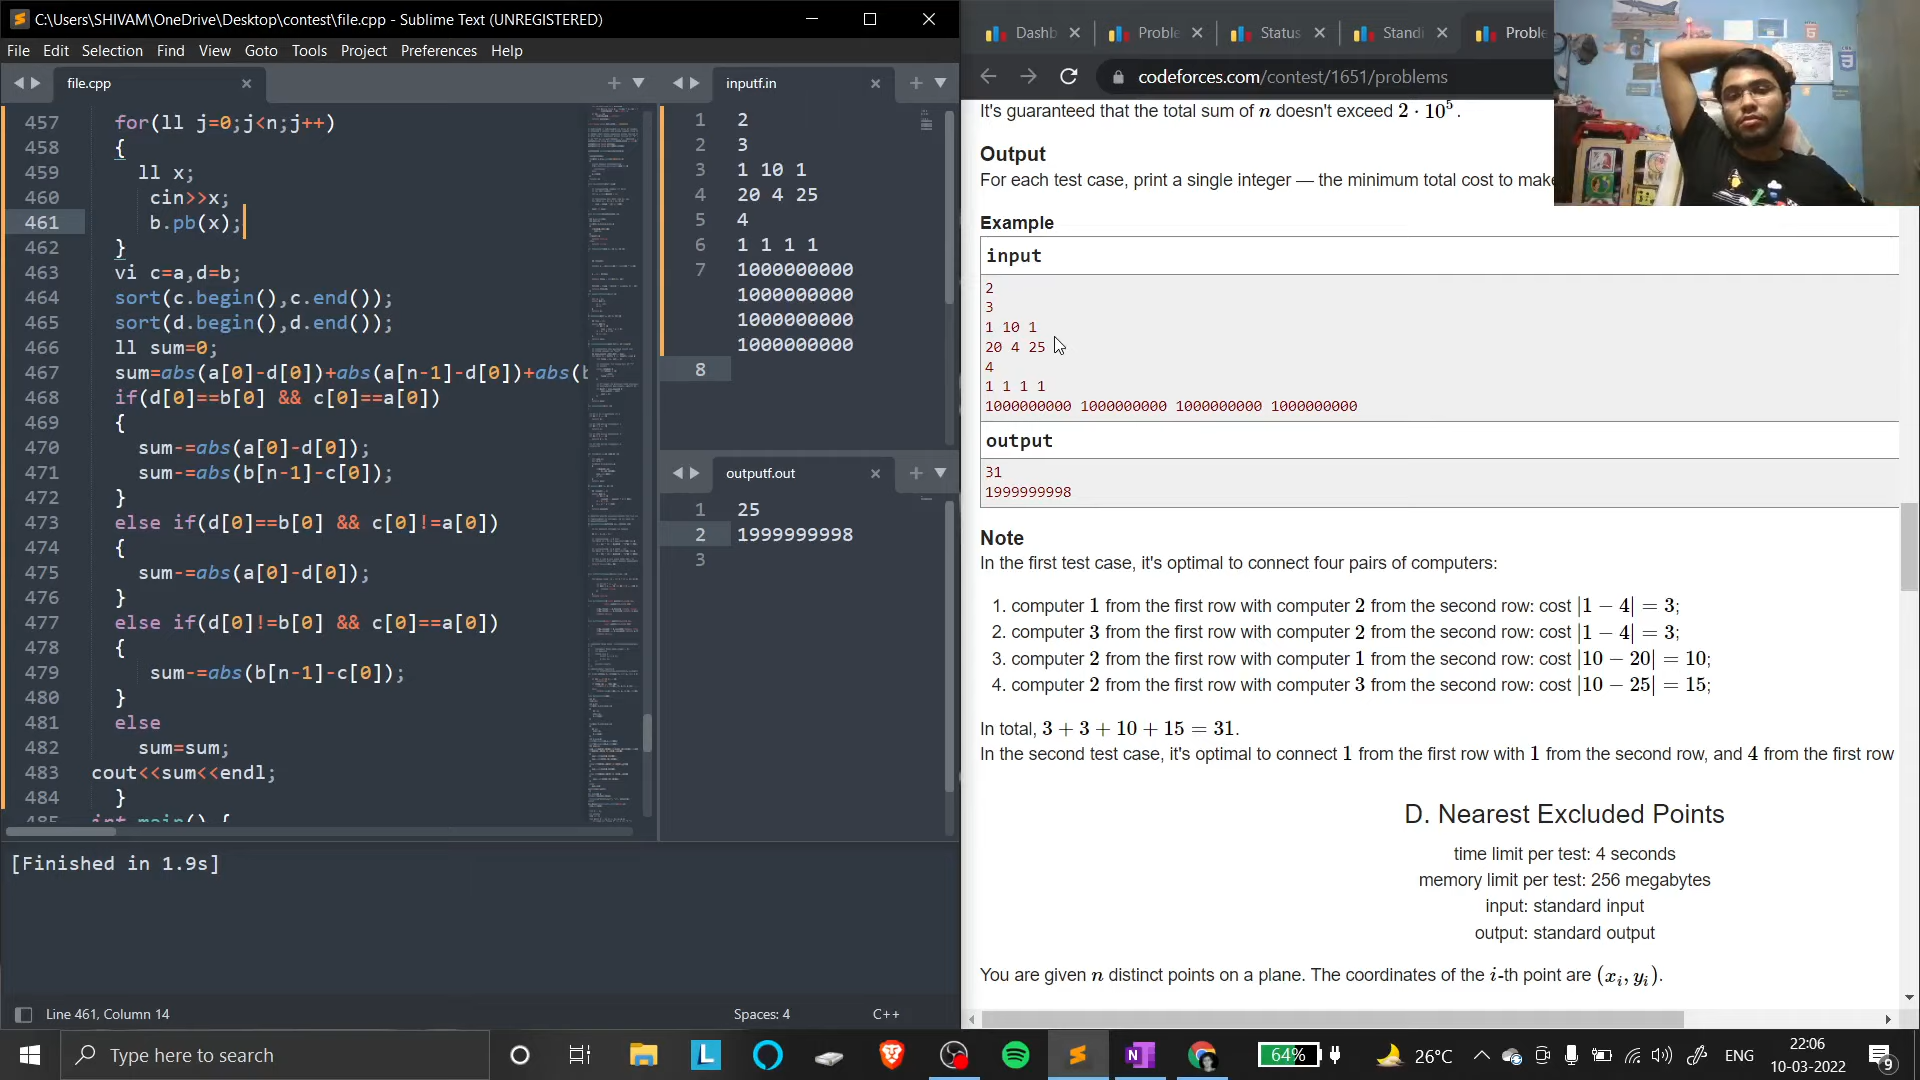 C:\Users\SHIVAM\OneDrive\Desktop\contest\file.cpp - Sublime Text (UNREGISTERED)
File Edit Selection Find View Goto Tools Project Preferences Help
file.cpp
457 for(ll j=0;j<n;j++)
458 {
459 ll x;
460 cin>>x;
461 b.pb(x);
462 }
463 vi c=a,d=b;
464 sort(c.begin(),c.end());
465 sort(d.begin(),d.end());
466 ll sum=0;
467 sum=abs(a[0]-d[0])+abs(a[n-1]-d[0])+abs(b
468 if(d[0]==b[0] && c[0]==a[0])
469 {
470 sum-=abs(a[0]-d[0]);
471 sum-=abs(b[n-1]-c[0]);
472 }
473 else if(d[0]==b[0] && c[0]!=a[0])
474 {
475 sum-=abs(a[0]-d[0]);
476 }
477 else if(d[0]!=b[0] && c[0]==a[0])
478 {
479 sum-=abs(b[n-1]-c[0]);
480 }
481 else
482 sum=sum;
483 cout<<sum<<endl;
484 }
485 int main() {
inputf.in
1 2
2 3
3 1 10 1
4 20 4 25
5 4
6 1 1 1 1
7 1000000000
1000000000
1000000000
1000000000
8
outputf.out
1 25
2 1999999998
3
[Finished in 1.9s]
Line 461, Column 14
Spaces: 4
C++
Dashb
Proble
Status
Standi
Proble
codeforces.com/contest/1651/problems
It's guaranteed that the total sum of n doesn't exceed 2 · 10⁵.
Output
For each test case, print a single integer — the minimum total cost to make
Example
input
2
3
1 10 1
20 4 25
4
1 1 1 1
1000000000 1000000000 1000000000 1000000000
output
31
1999999998
Note
In the first test case, it's optimal to connect four pairs of computers:
1. computer 1 from the first row with computer 2 from the second row: cost |1 − 4| = 3;
2. computer 3 from the first row with computer 2 from the second row: cost |1 − 4| = 3;
3. computer 2 from the first row with computer 1 from the second row: cost |10 − 20| = 10;
4. computer 2 from the first row with computer 3 from the second row: cost |10 − 25| = 15;
In total, 3 + 3 + 10 + 15 = 31.
In the second test case, it's optimal to connect 1 from the first row with 1 from the second row, and 4 from the first row
D. Nearest Excluded Points
time limit per test: 4 seconds
memory limit per test: 256 megabytes
input: standard input
output: standard output
You are given n distinct points on a plane. The coordinates of the i-th point are (xᵢ, yᵢ).
Type here to search
64%
26°C
ENG
22:06
10-03-2022
9